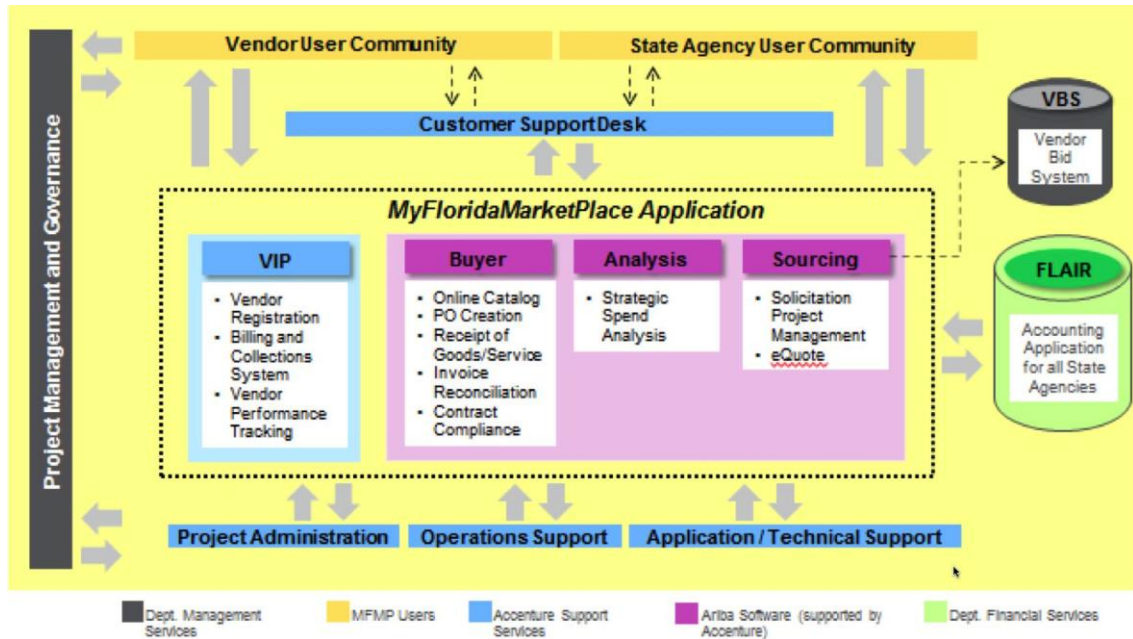 Project Management and Governance
Vendor User Community
State Agency User Community
Customer Support Desk
VBS
Vendor
Bid
System
MyFloridaMarketPlace Application
VIP
▪ Vendor
Registration
▪ Billing and
Collections
System
▪ Vendor
Performance
Tracking
Buyer
▪ Online Catalog
▪ PO Creation
▪ Receipt of
Goods/Service
▪ Invoice
Reconciliation
▪ Contract
Compliance
Analysis
▪ Strategic
Spend
Analysis
Sourcing
▪ Solicitation
Project
Management
▪ eQuote
FLAIR
Accounting
Application
for all State
Agencies
Project Administration
Operations Support
Application / Technical Support
Dept. Management
Services
MFMP Users
Accenture Support
Services
Ariba Software (supported by
Accenture)
Dept. Financial Services